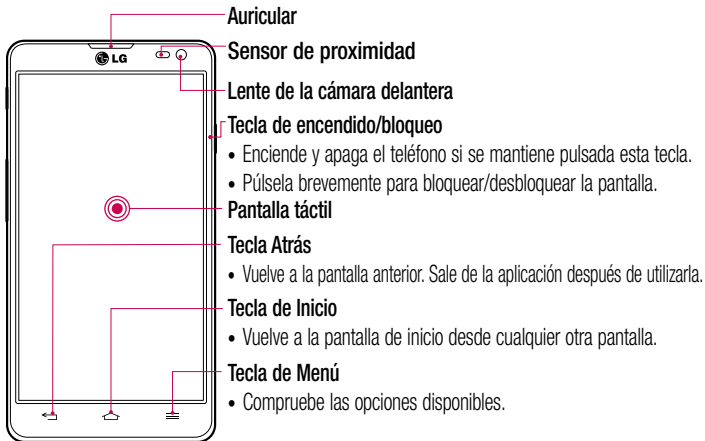 Auricular
LG
Sensor de proximidad
Lente de la cámara delantera
Tecla de encendido/bloqueo
• Enciende y apaga el teléfono si se mantiene pulsada esta tecla.
• Púlsela brevemente para bloquear/desbloquear la pantalla.
Pantalla táctil
Tecla Atrás
• Vuelve a la pantalla anterior. Sale de la aplicación después de utilizarla.
Tecla de Inicio
• Vuelve a la pantalla de inicio desde cualquier otra pantalla.
Tecla de Menú
• Compruebe las opciones disponibles.